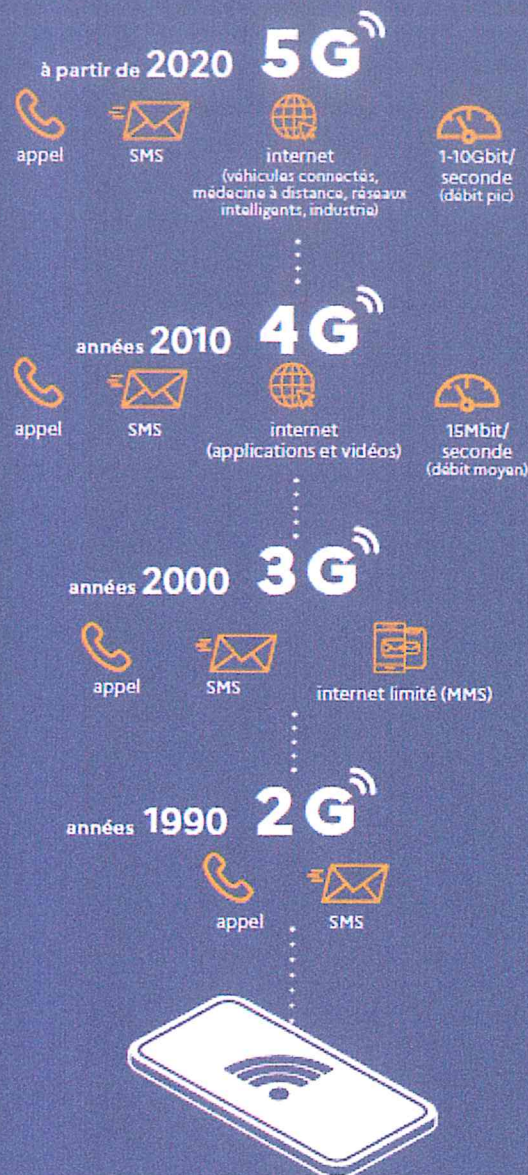 à partir de 2020 5G
appel
SMS
internet
(véhicules connectés,
médecine à distance, réseaux
intelligents, industrie)
1-10Gbit/
seconde
(débit pic)
années 2010 4G
appel
SMS
internet
(applications et vidéos)
15Mbit/
seconde
(débit moyen)
années 2000 3G
appel
SMS
internet limité (MMS)
années 1990 2G
appel
SMS